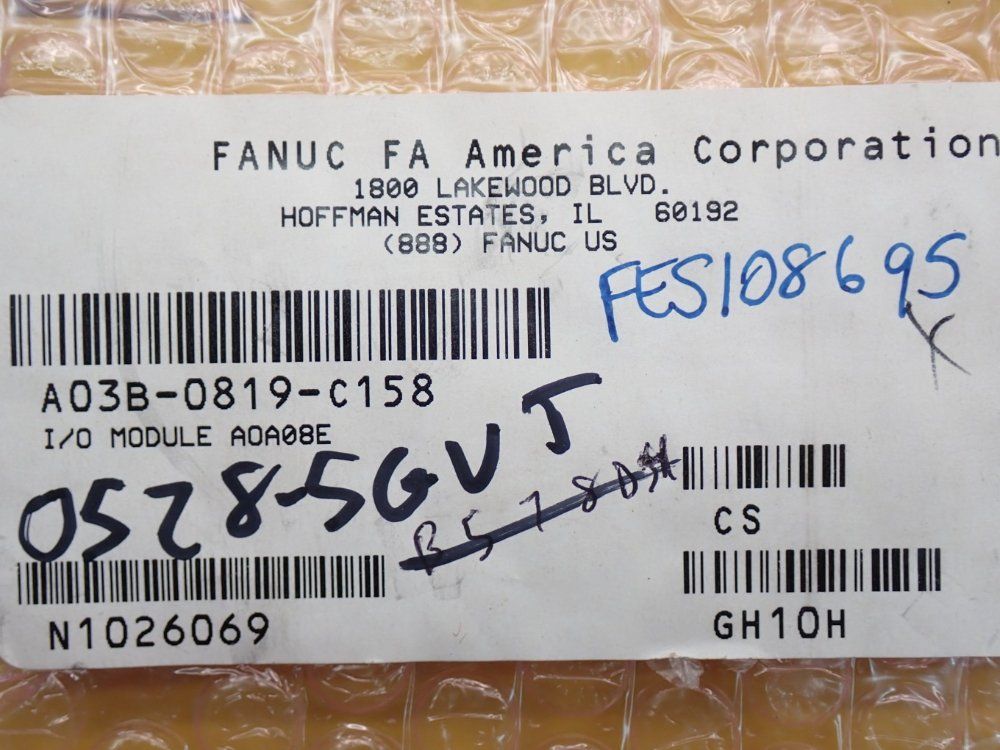 FANUC FA America Corporation
1800 LAKEWOOD BLVD.
HOFFMAN ESTATES, IL 60192
(888) FANUC US
FES108695
A03B-0819-C158
I/O MODULE AOA08E
0528-5GVJ
CS
N1026069
GH10H